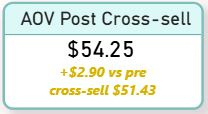 AOV Post Cross-sell
$54.25
+$2.90 vs pre
cross-sell $51.43